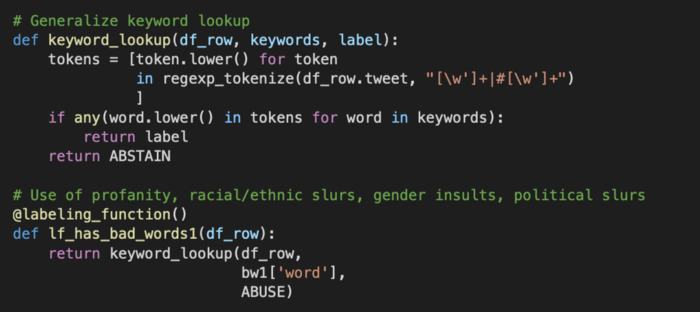 # Generalize keyword lookup
def keyword_lookup(df_row, keywords, label):
    tokens = [token.lower() for token
              in regexp_tokenize(df_row.tweet, "[\w']+|#[\w']+")
              ]
    if any(word.lower() in tokens for word in keywords):
        return label
    return ABSTAIN

# Use of profanity, racial/ethnic slurs, gender insults, political slurs
@labeling_function()
def lf_has_bad_words1(df_row):
    return keyword_lookup(df_row,
                          bw1['word'],
                          ABUSE)